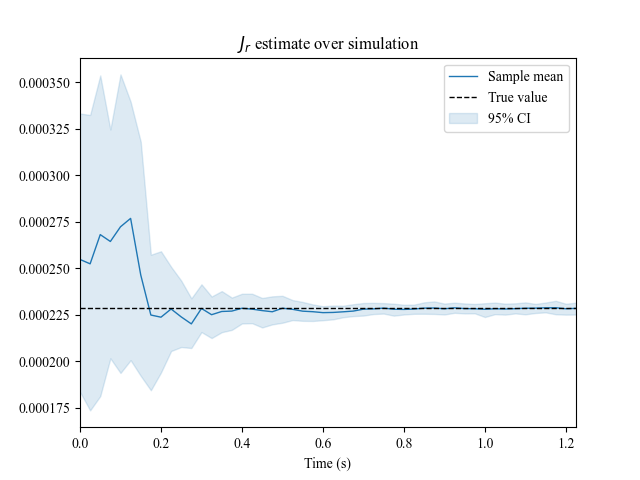 J_r estimate over simulation
Sample mean
True value
95% CI
0.000350
0.000325
0.000300
0.000275
0.000250
0.000225
0.000200
0.000175
0.0 0.2 0.4 0.6 0.8 1.0 1.2
Time (s)